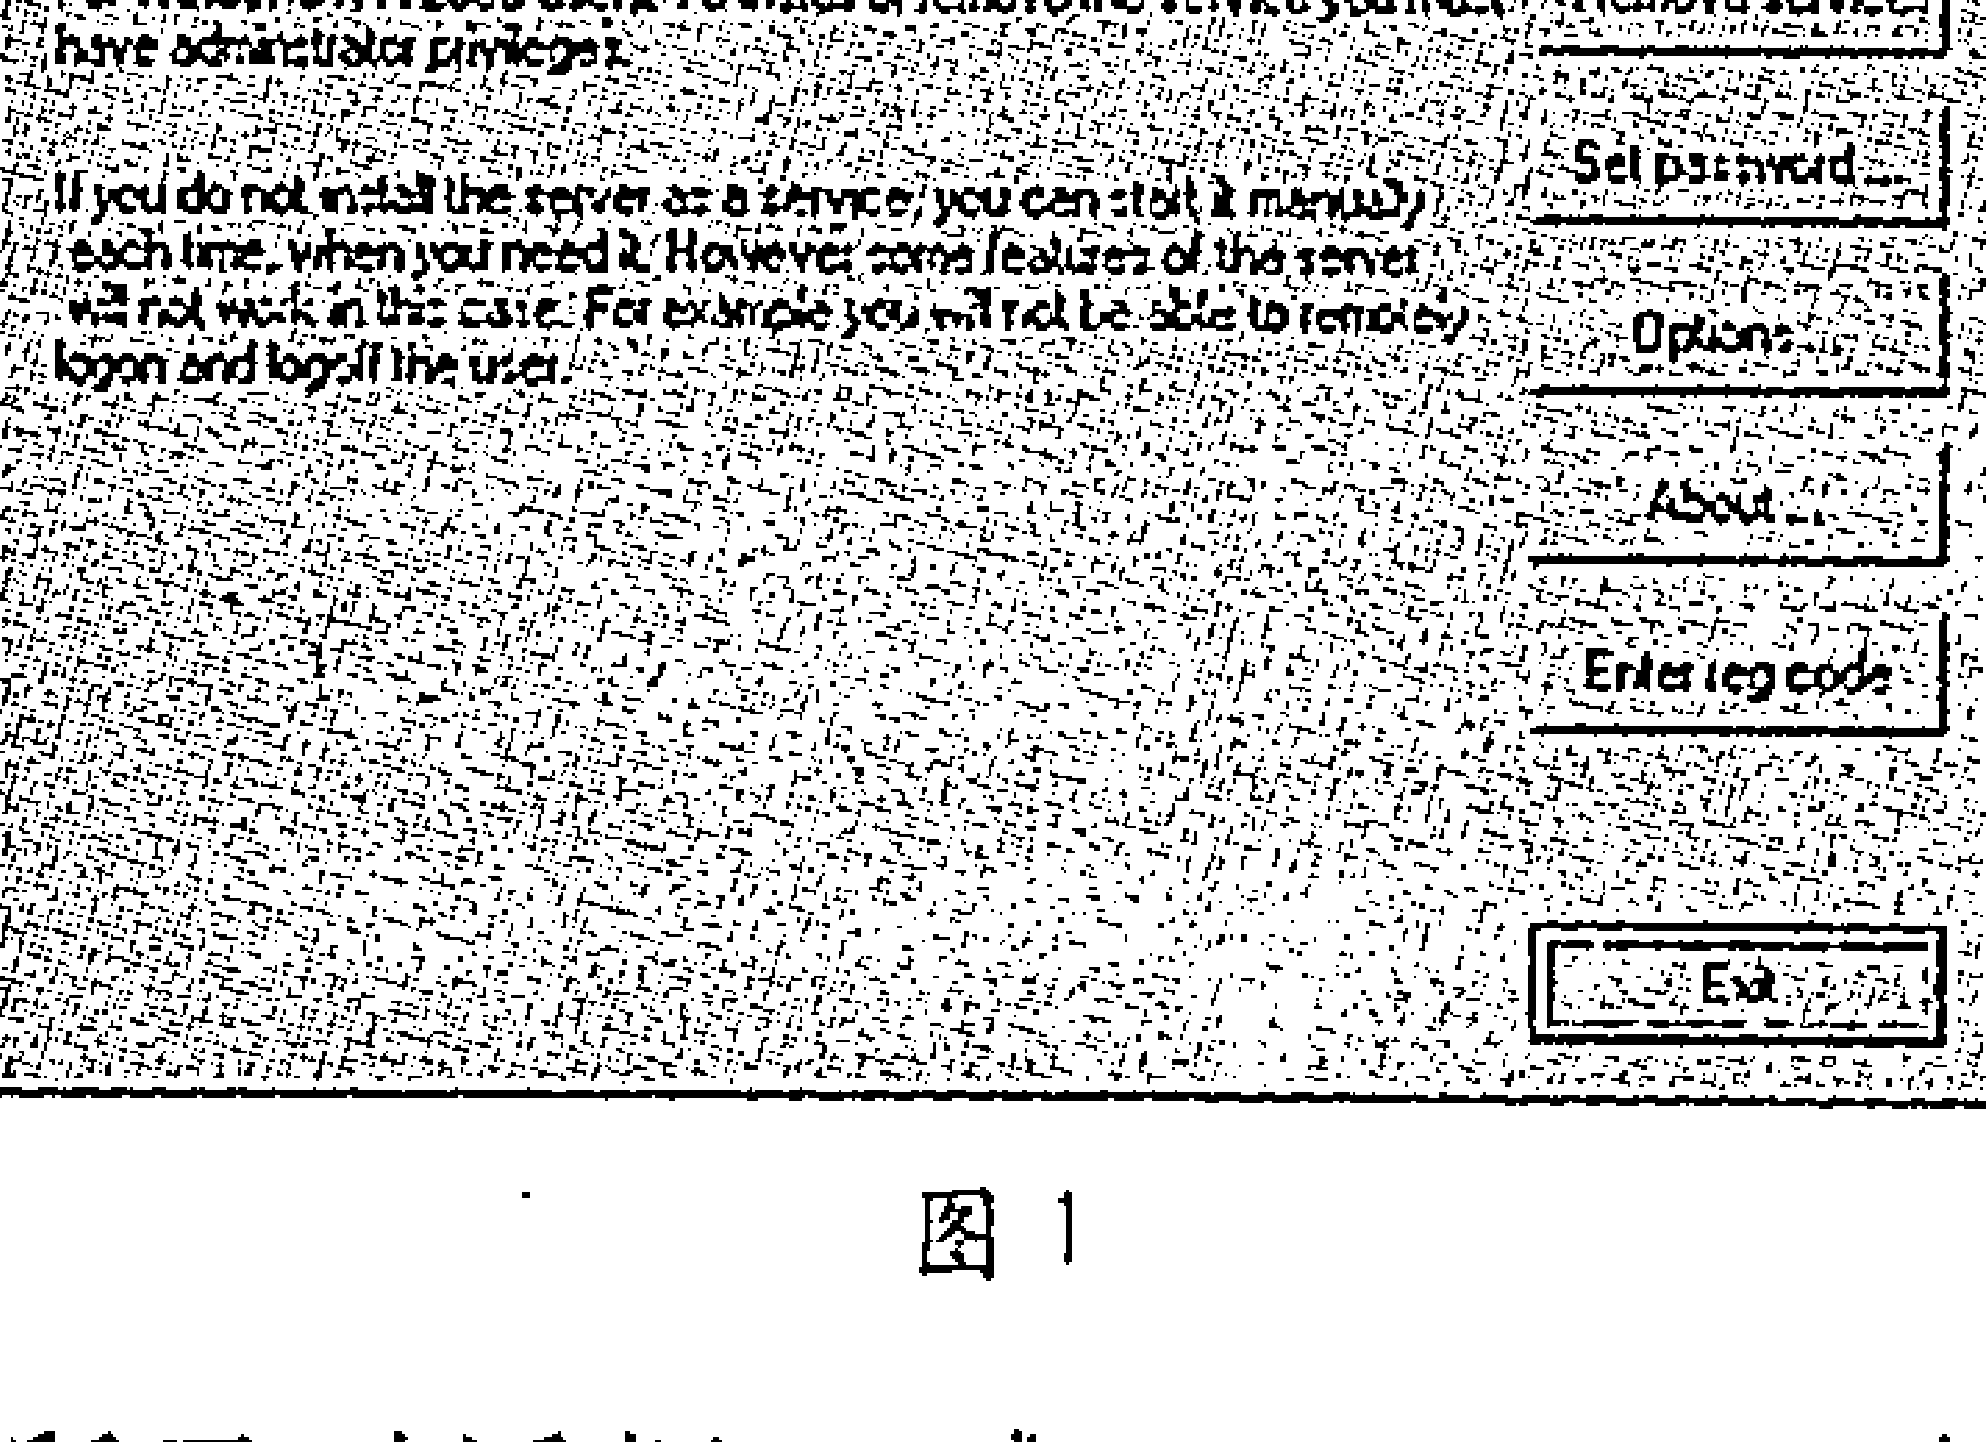 have administrator privileges.
If you do not install the server as a service, you can start it manually
each time, when you need it. However some features of the server
will not work in this case. For example you will not be able to remotely
logon and logoff the user.
Set password...
Options...
About...
Enter reg code
Exit
图 1